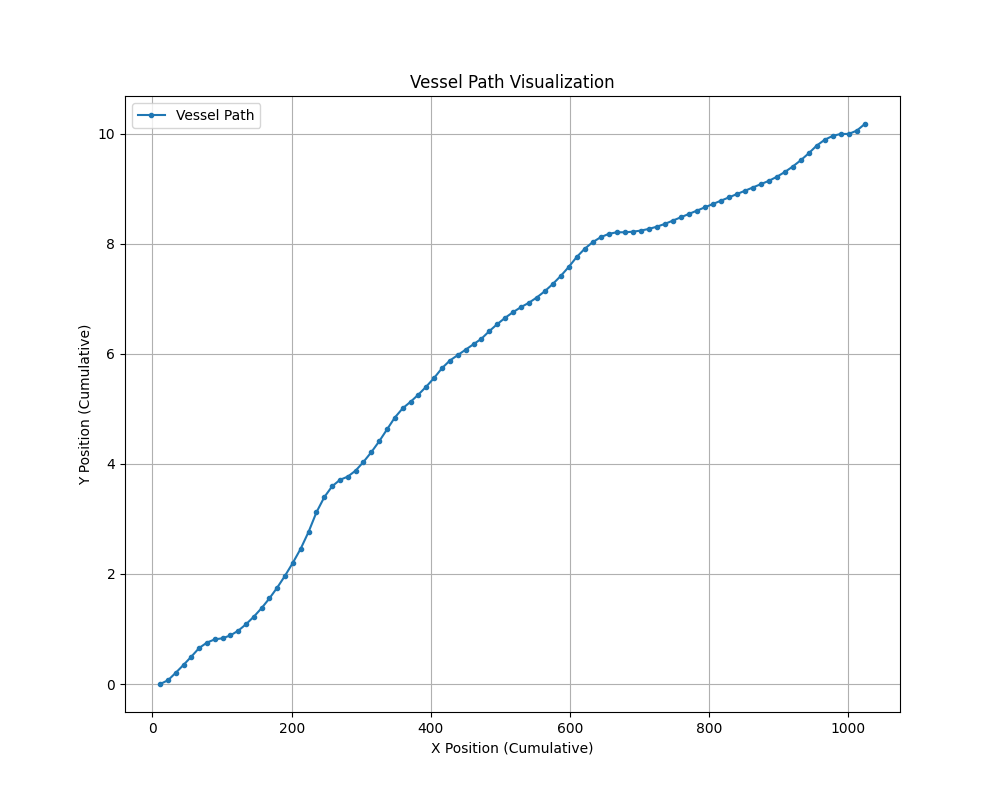 Vessel Path Visualization
Vessel Path
10
8
6
4
2
0
Y Position (Cumulative)
0 200 400 600 800 1000
X Position (Cumulative)